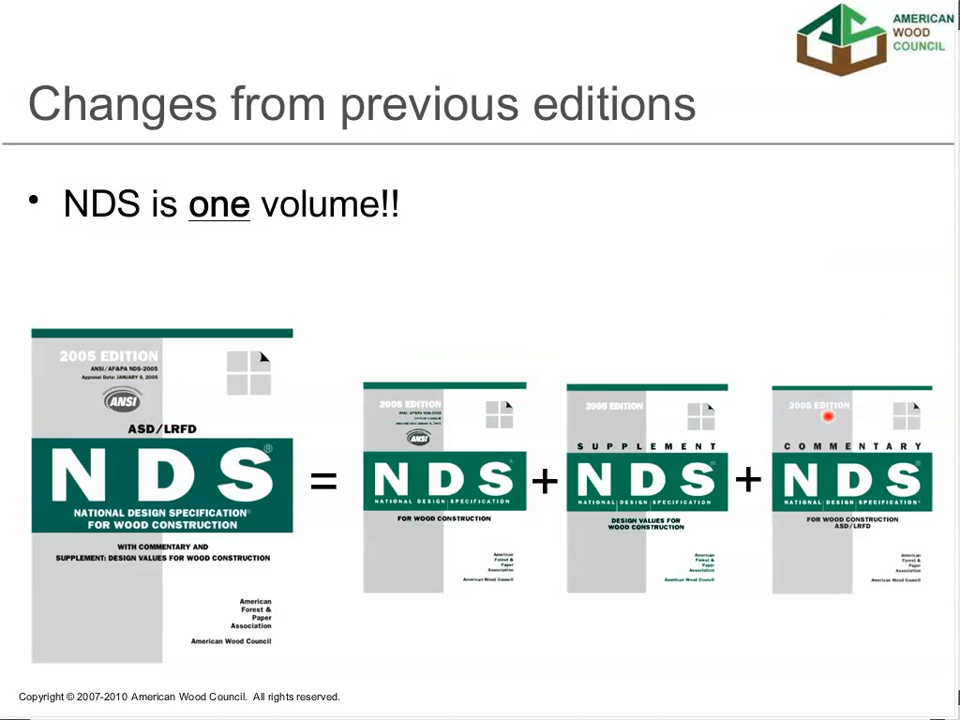 AMERICAN
WOOD
COUNCIL
Changes from previous editions
• NDS is one volume!!
2005 EDITION
ANSI/AF&PA NDS-2005
Approval Date: JANUARY 6, 2005
ANSI
ASD/LRFD
NDS®
NATIONAL DESIGN SPECIFICATION®
FOR WOOD CONSTRUCTION
WITH COMMENTARY AND
SUPPLEMENT: DESIGN VALUES FOR WOOD CONSTRUCTION
American
Forest &
Paper
Association
American Wood Council
=
2005 EDITION
ANSI
NDS
NATIONAL DESIGN SPECIFICATION
FOR WOOD CONSTRUCTION
American
Forest &
Paper
Association
American Wood Council
+
2005 EDITION
SUPPLEMENT
NDS
NATIONAL DESIGN SPECIFICATION
DESIGN VALUES FOR
WOOD CONSTRUCTION
American
Forest &
Paper
Association
American Wood Council
+
2005 EDITION
COMMENTARY
NDS
NATIONAL DESIGN SPECIFICATION
FOR WOOD CONSTRUCTION
ASD/LRFD
American
Forest &
Paper
Association
American Wood Council
Copyright © 2007-2010 American Wood Council. All rights reserved.